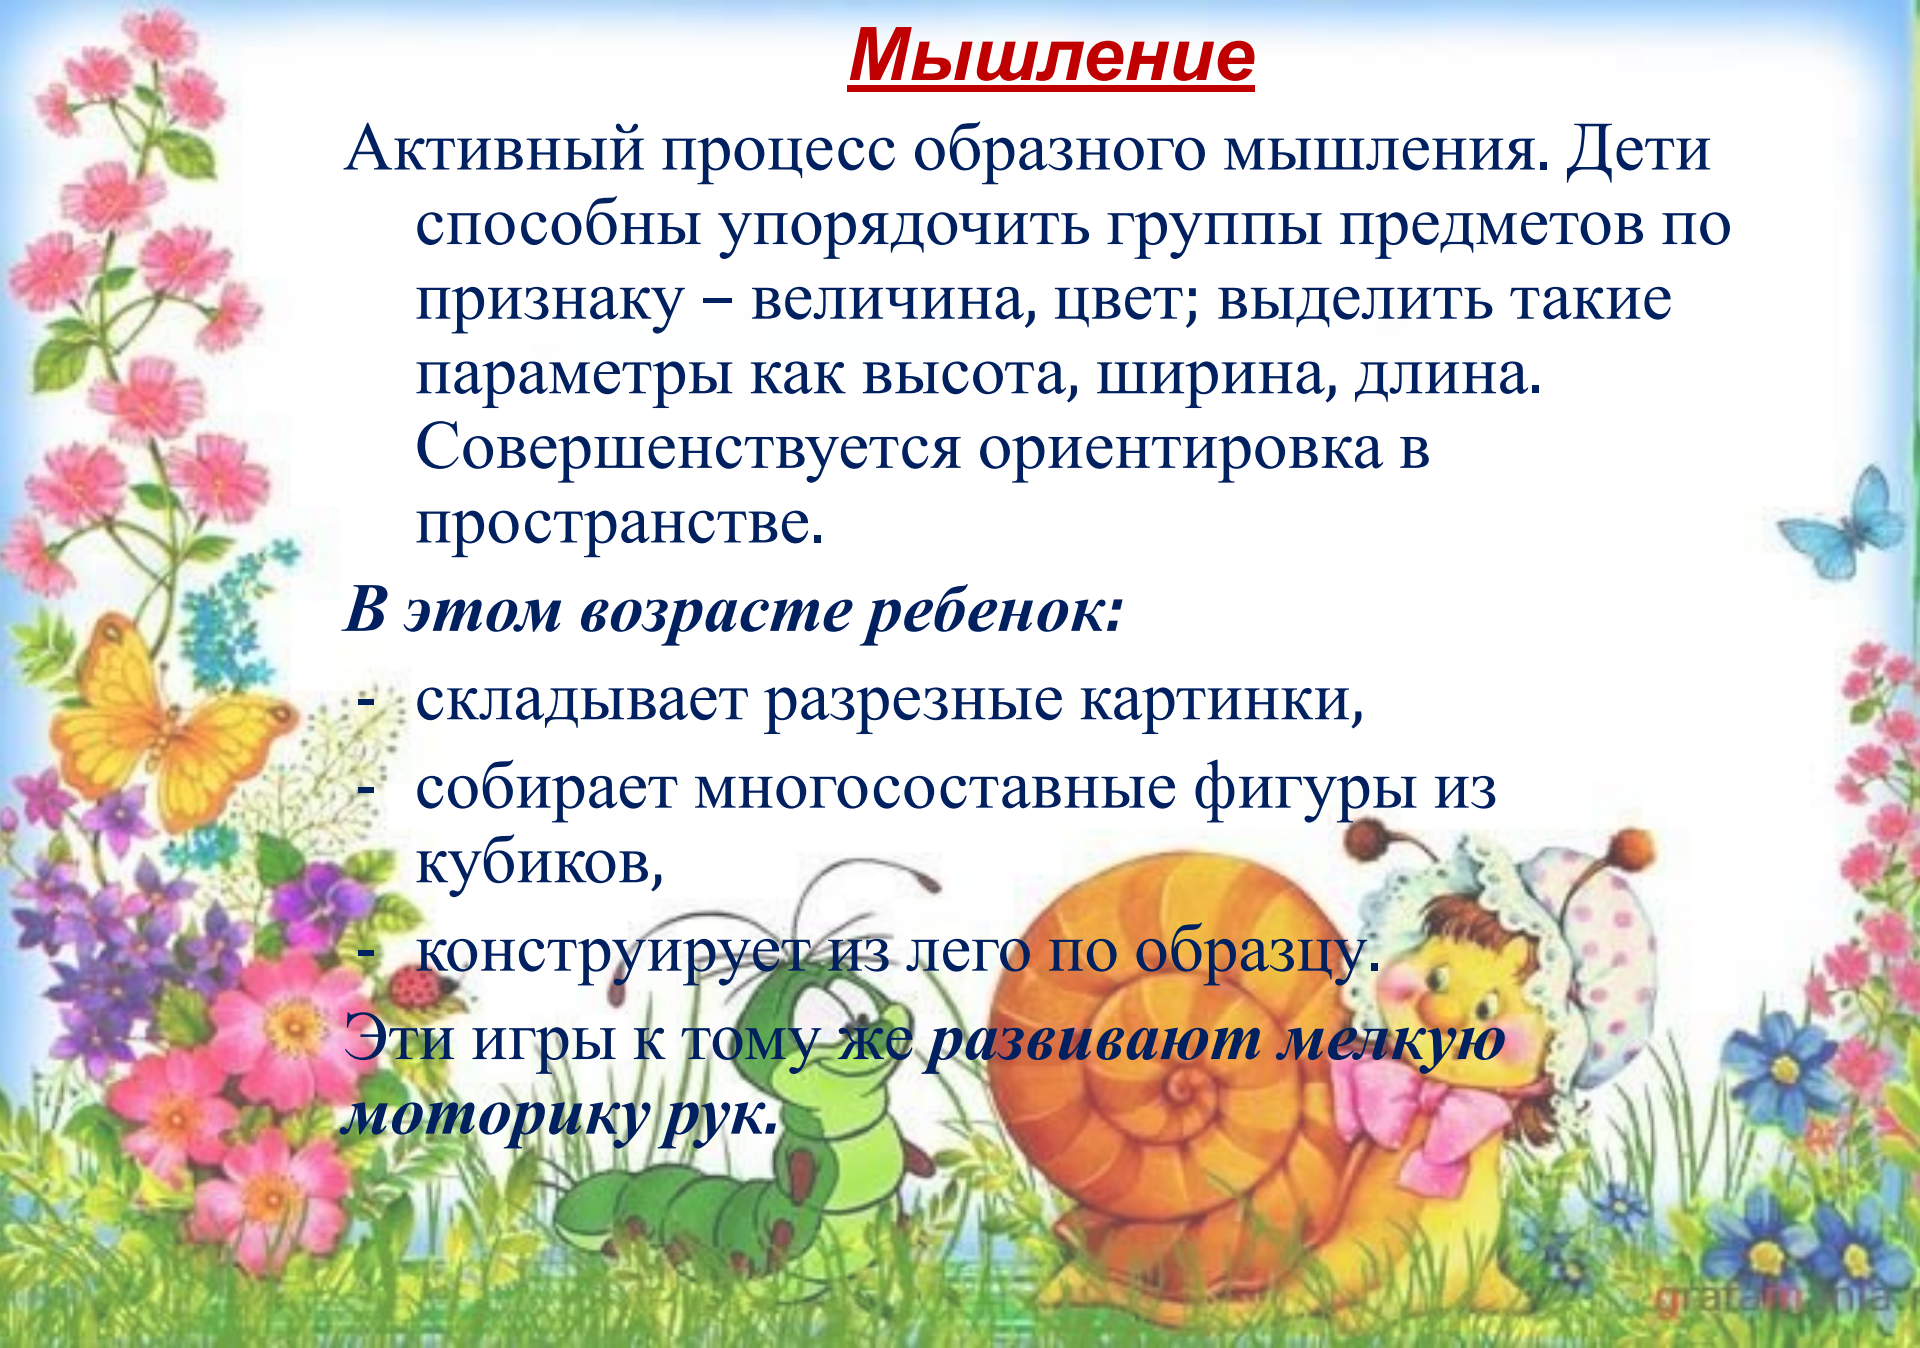 Мышление
Активный процесс образного мышления. Дети
способны упорядочить группы предметов по
признаку – величина, цвет; выделить такие
параметры как высота, ширина, длина.
Совершенствуется ориентировка в
пространстве.
В этом возрасте ребенок:
- складывает разрезные картинки,
- собирает многосоставные фигуры из
кубиков,
- конструирует из лего по образцу.
Эти игры к тому же развивают мелкую
моторику рук.